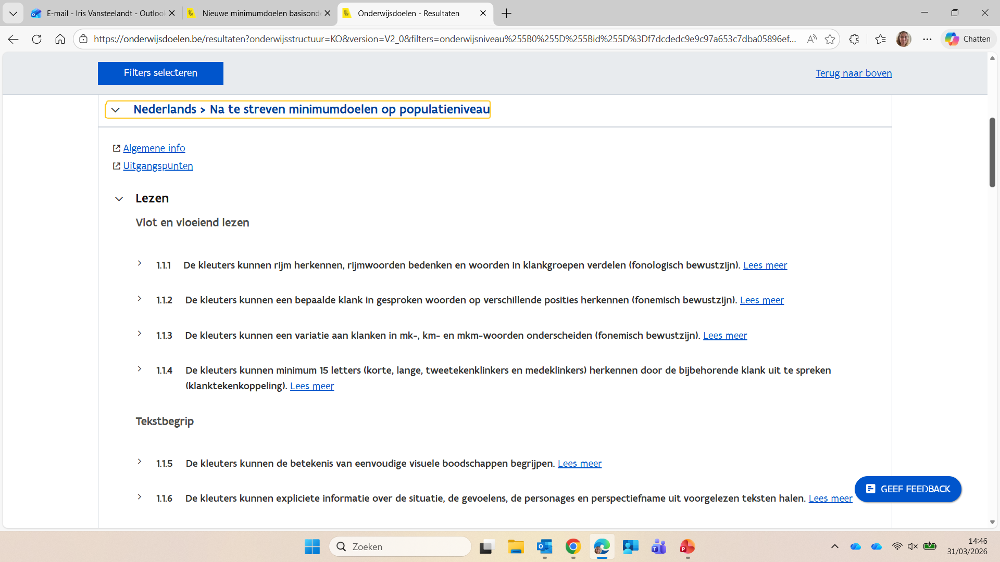 E-mail - Iris Vansteelandt - Outlook
Nieuwe minimumdoelen basisonde
Onderwijsdoelen - Resultaten
https://onderwijsdoelen.be/resultaten?onderwijsstructuur=KO&version=V2_0&filters=onderwijsniveau%255B0%255D%255Bid%255D%3Df7dcdedc9e9c97a653c7dba05896ef...
Chatten
Filters selecteren
Terug naar boven
Nederlands > Na te streven minimumdoelen op populatieniveau
Algemene info
Uitgangspunten
Lezen
Vlot en vloeiend lezen
1.1.1 De kleuters kunnen rijm herkennen, rijmwoorden bedenken en woorden in klankgroepen verdelen (fonologisch bewustzijn). Lees meer
1.1.2 De kleuters kunnen een bepaalde klank in gesproken woorden op verschillende posities herkennen (fonemisch bewustzijn). Lees meer
1.1.3 De kleuters kunnen een variatie aan klanken in mk-, km- en mkm-woorden onderscheiden (fonemisch bewustzijn). Lees meer
1.1.4 De kleuters kunnen minimum 15 letters (korte, lange, tweetekenklinkers en medeklinkers) herkennen door de bijbehorende klank uit te spreken
(klanktekenkoppeling). Lees meer
Tekstbegrip
1.1.5 De kleuters kunnen de betekenis van eenvoudige visuele boodschappen begrijpen. Lees meer
GEEF FEEDBACK
1.1.6 De kleuters kunnen expliciete informatie over de situatie, de gevoelens, de personages en perspectiefname uit voorgelezen teksten halen. Lees meer
Zoeken
14:46
31/03/2026